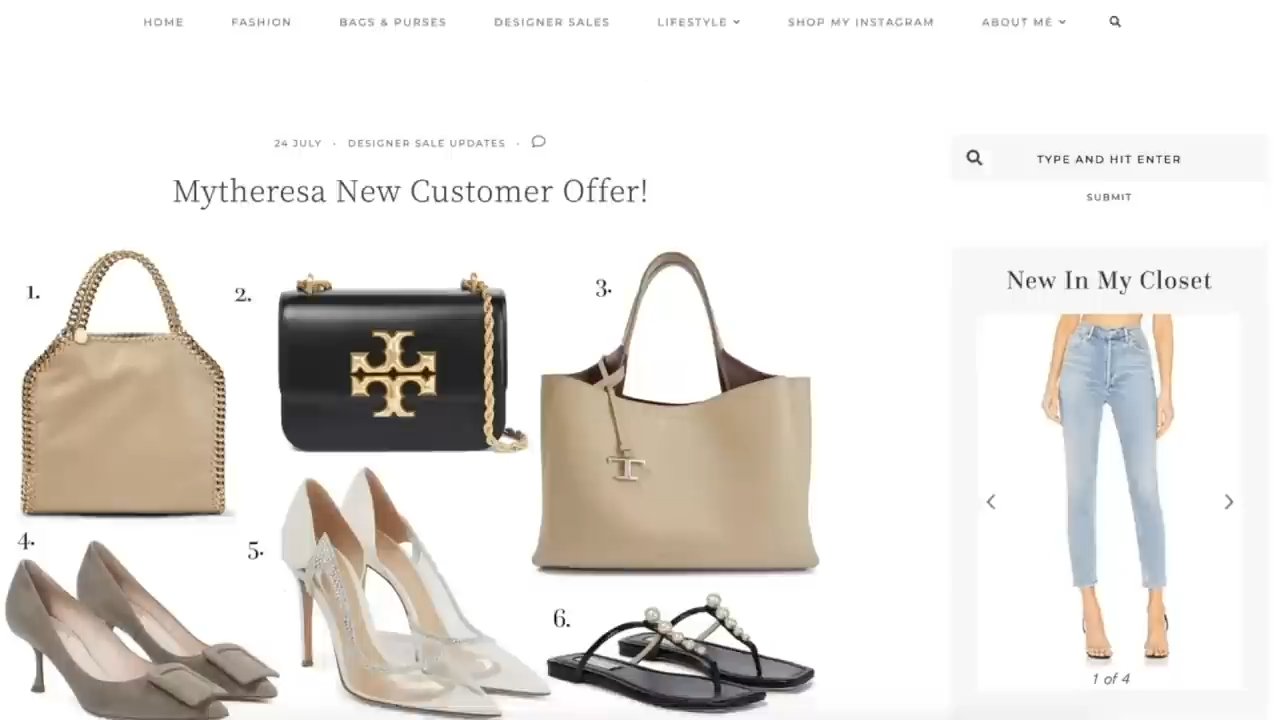 HOME FASHION BAGS & PURSES DESIGNER SALES LIFESTYLE SHOP MY INSTAGRAM ABOUT ME
24 JULY · DESIGNER SALE UPDATES ·
Mytheresa New Customer Offer!
TYPE AND HIT ENTER
SUBMIT
New In My Closet
1.
2.
3.
4.
5.
6.
1 of 4